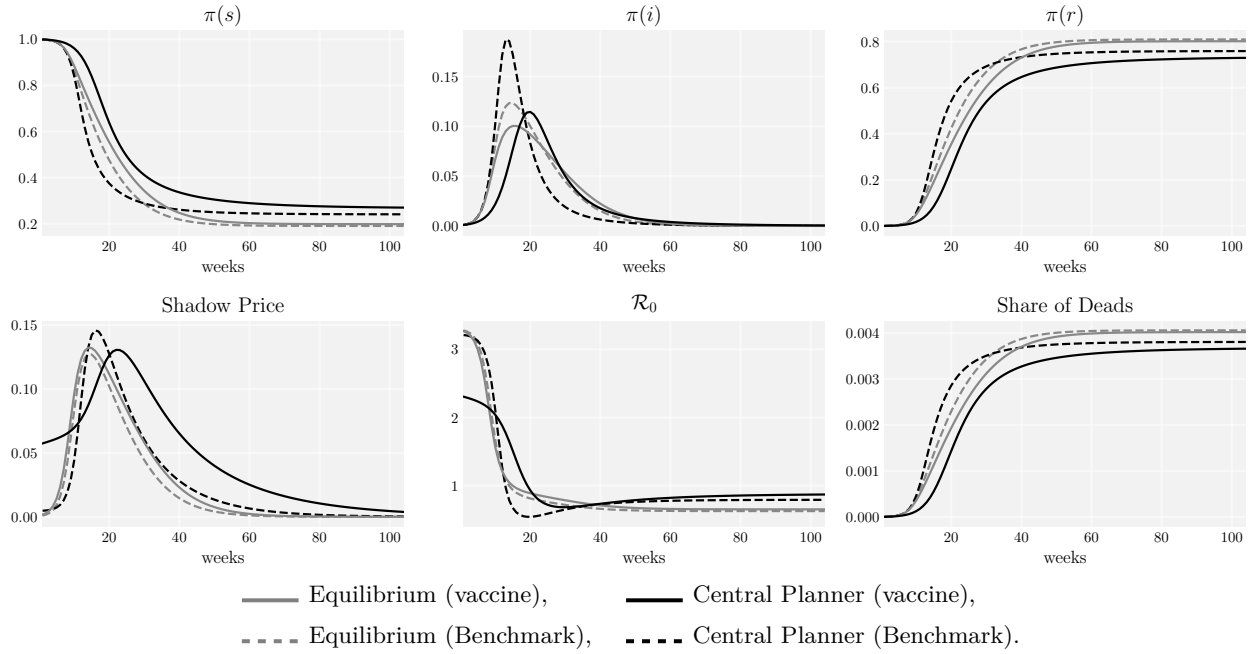 π(s) π(i) π(r)
1.0
0.8
0.6
0.4
0.2
20 40 60 80 100
weeks
0.15
0.10
0.05
0.00
20 40 60 80 100
weeks
0.8
0.6
0.4
0.2
0.0
20 40 60 80 100
weeks
Shadow Price
0.15
0.10
0.05
0.00
20 40 60 80 100
weeks
R₀
3
2
1
20 40 60 80 100
weeks
Share of Deads
0.004
0.003
0.002
0.001
0.000
20 40 60 80 100
weeks
Equilibrium (vaccine), Central Planner (vaccine),
Equilibrium (Benchmark), Central Planner (Benchmark).